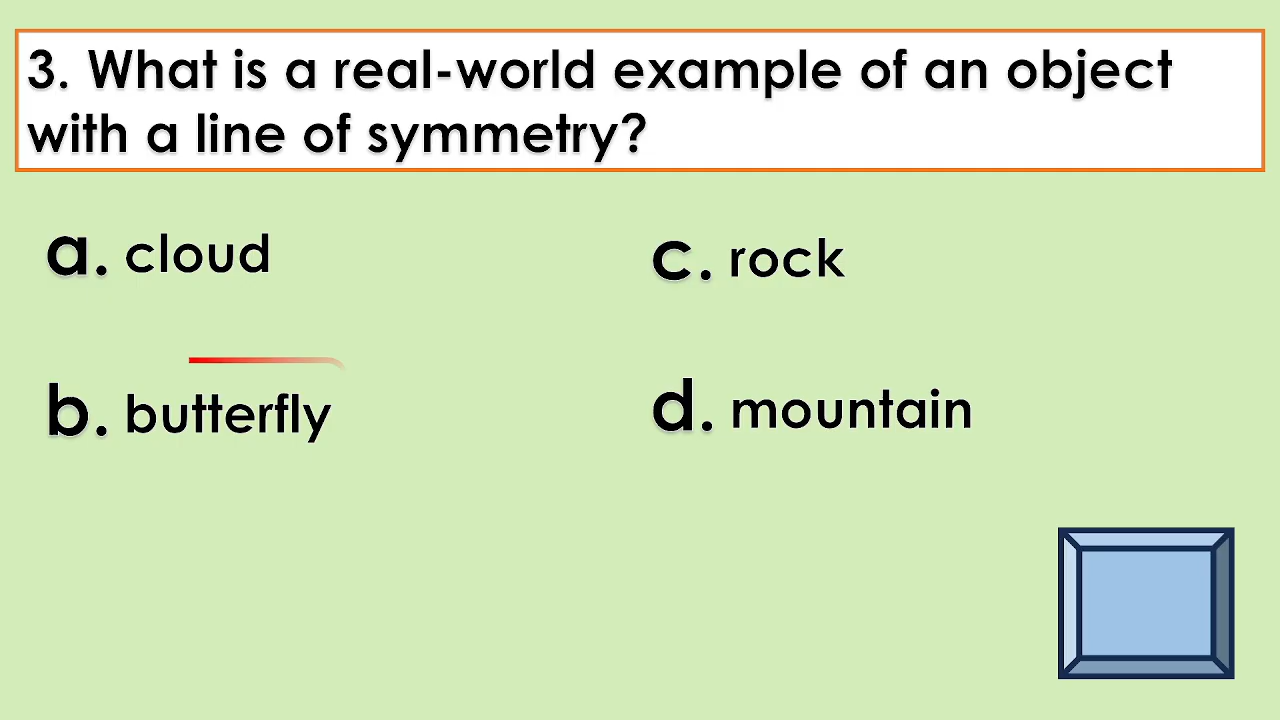 3. What is a real-world example of an object
with a line of symmetry?
a. cloud
b. butterfly
c. rock
d. mountain